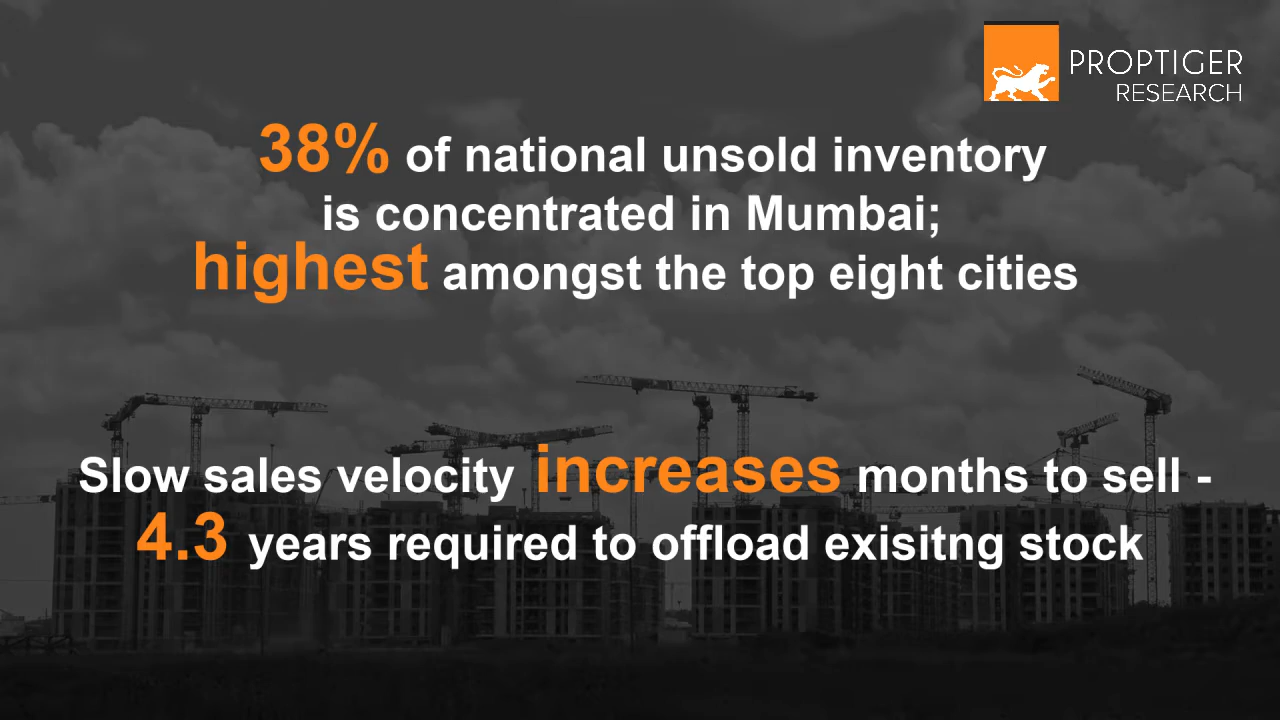 PROPTIGER
RESEARCH
38% of national unsold inventory
is concentrated in Mumbai;
highest amongst the top eight cities
Slow sales velocity increases months to sell -
4.3 years required to offload exisitng stock